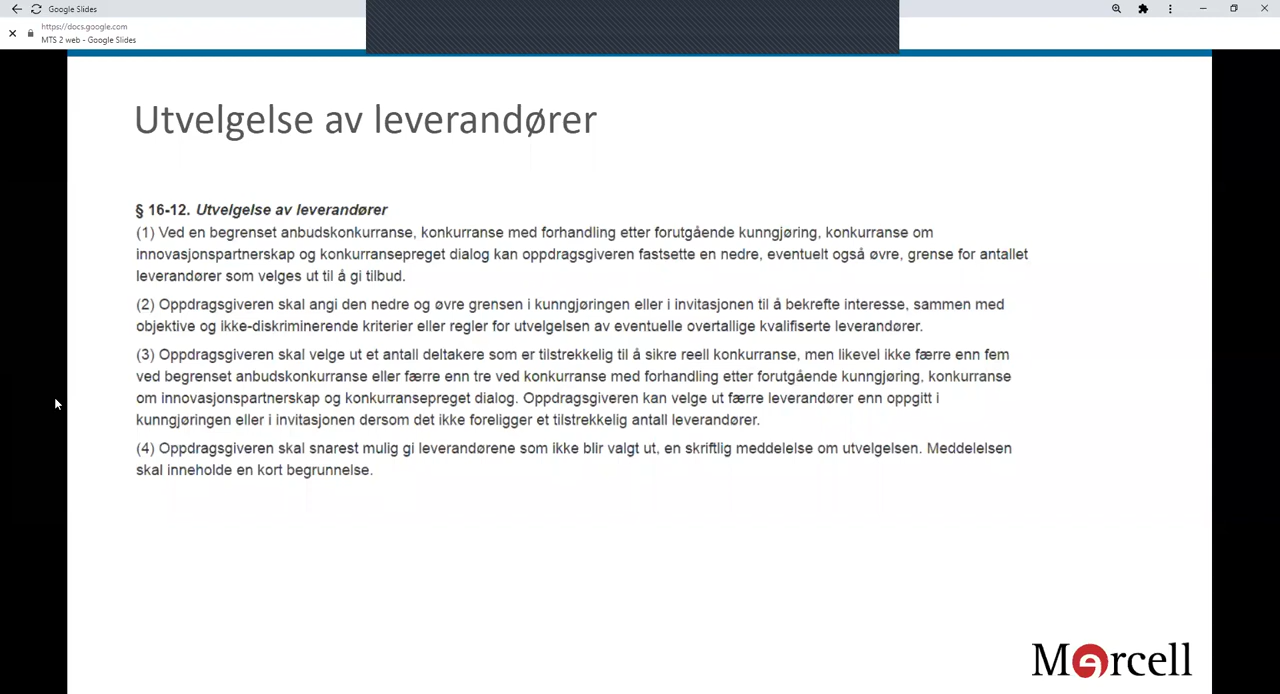 Google Slides
https://docs.google.com
MTS 2 web - Google Slides
Utvelgelse av leverandører
§ 16-12. Utvelgelse av leverandører
(1) Ved en begrenset anbudskonkurranse, konkurranse med forhandling etter forutgående kunngjøring, konkurranse om
innovasjonspartnerskap og konkurransepreget dialog kan oppdragsgiveren fastsette en nedre, eventuelt også øvre, grense for antallet
leverandører som velges ut til å gi tilbud.
(2) Oppdragsgiveren skal angi den nedre og øvre grensen i kunngjøringen eller i invitasjonen til å bekrefte interesse, sammen med
objektive og ikke-diskriminerende kriterier eller regler for utvelgelsen av eventuelle overtallige kvalifiserte leverandører.
(3) Oppdragsgiveren skal velge ut et antall deltakere som er tilstrekkelig til å sikre reell konkurranse, men likevel ikke færre enn fem
ved begrenset anbudskonkurranse eller færre enn tre ved konkurranse med forhandling etter forutgående kunngjøring, konkurranse
om innovasjonspartnerskap og konkurransepreget dialog. Oppdragsgiveren kan velge ut færre leverandører enn oppgitt i
kunngjøringen eller i invitasjonen dersom det ikke foreligger et tilstrekkelig antall leverandører.
(4) Oppdragsgiveren skal snarest mulig gi leverandørene som ikke blir valgt ut, en skriftlig meddelelse om utvelgelsen. Meddelelsen
skal inneholde en kort begrunnelse.
Mercell